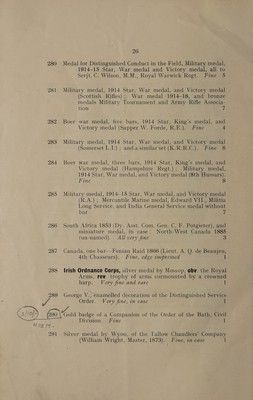 20
280 Medal for Distinguished Conduct in the Field, Military medal,
1914-15 Star, War medal and Victory medal, all to
Serjt. C. Wilson, M.M., Royal Warwick Regt. Fine 5
281 Military medal, 1914 Star, War medal, and Victory medal
(Scottish Rifles); War medal 1914-18, and bronze
medals Military Tournament and Army Rifle Associa-
tion 7
282 Boer war medal, five bars, 1914 Star, King's medal, and
Victory medal (Sapper W. Forde, R.E.). Fine 4
283 Military medal, 1914 Star, War medal, and Victory medal
(Somerset L.I.); and a similar set (K.R.R.C.). Fine 8
284 Boer war medal, three bars, 1914 Star, King's medal, and
Victory medal (Hampshire Regt.); Military medal,
1914 Star, War medal, and Victory medal (8th Hussars).
Fine 8
285 Military medal, 1914-15 Star, War medal, and Victory medal
(R.A.); Mercantile Marine medal, Edward VII., Militia
Long Service, and India General Service medal without
bar 7
286 South Africa 1853 (Dr. Asst. Com. Gen. C. F. Potgieter), and
miniature medal, in case; North-West Canada 1885
(un-named). All very fine 3
287 Canada, one bar—Fenian Raid 1866 (Lieut. A. Q. de Beaujeu,
4th Chasseur). Fine, edge impressed 1
288 Irish Ordnance Corps, silver medal by Mossop, obv. the Royal
Arms, rev. trophy of arms surmounted by a crowned
harp. Very fine and rare 1
289 George V., enamelled decoration of the Distinguished Service
Order. Very fine, in case 1
290 Gold badge of a Companion of the Order of the Bath, Civil
Division. Fine 1
291 Silver medal by Wyon, of the Tallow Chandlers' Company
(William Wright, Master, 1873). Fine, in case 1